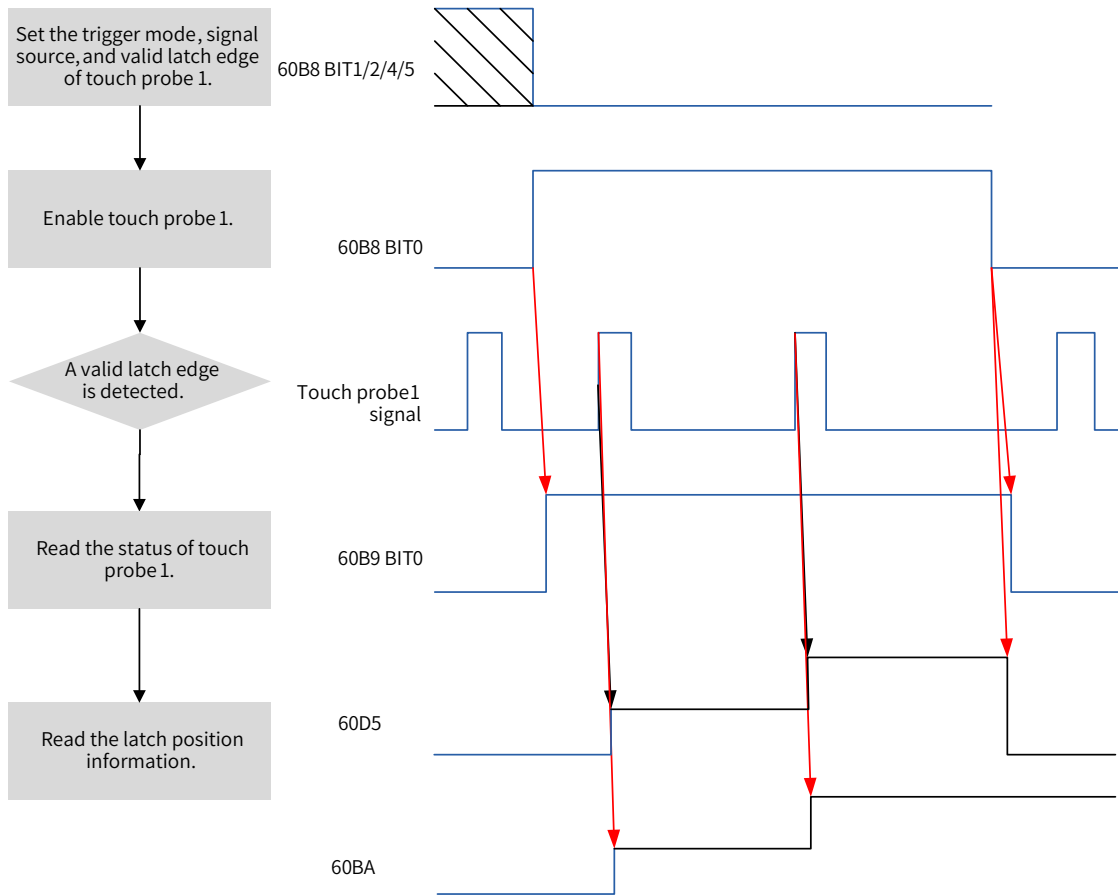 Set the trigger mode, signal
source, and valid latch edge
of touch probe 1.
Enable touch probe 1.
A valid latch edge
is detected.
Read the status of touch
probe 1.
Read the latch position
information.
60B8 BIT1/2/4/5
60B8 BIT0
Touch probe1
signal
60B9 BIT0
60D5
60BA